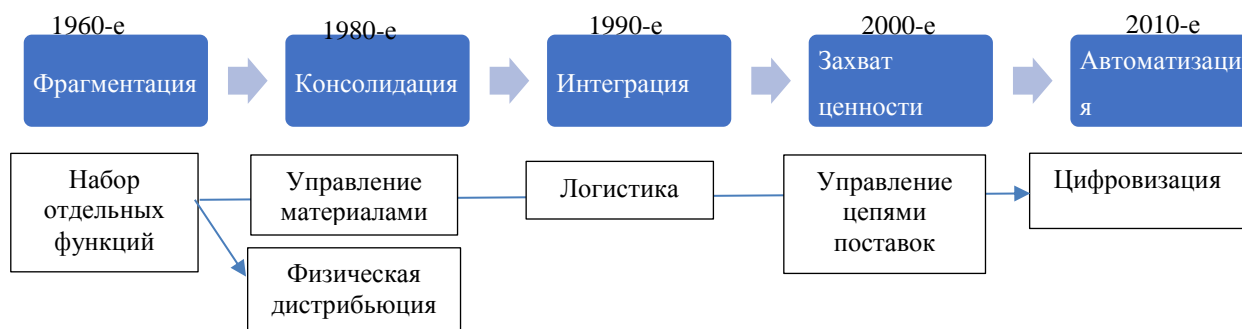 1960-е
1980-е
1990-е
2000-е
2010-е
Фрагментация
Консолидация
Интеграция
Захват
ценности
Автоматизаци
я
Набор
отдельных
функций
Управление
материалами
Логистика
Управление
цепями
поставок
Цифровизация
Физическая
дистрибьюция